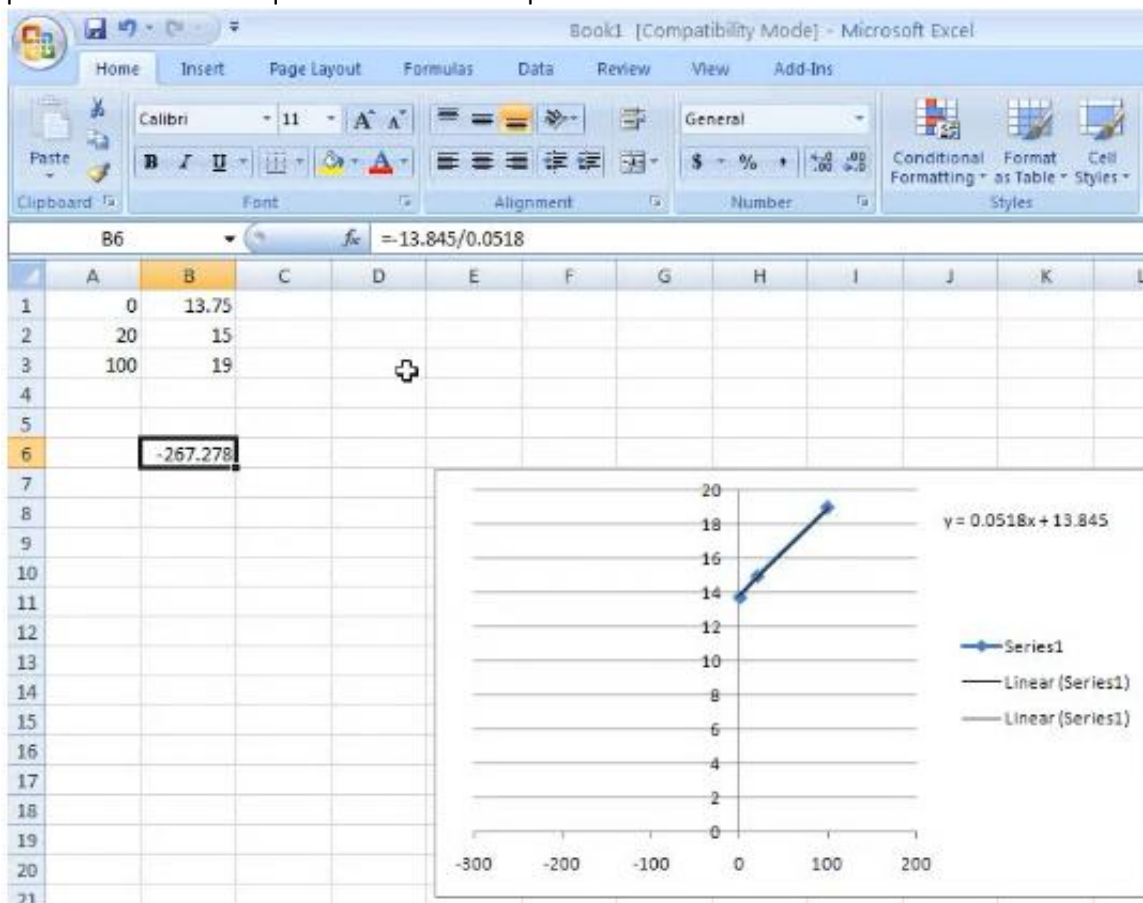 Book1 [Compatibility Mode] - Microsoft Excel
Home Insert Page Layout Formulas Data Review View Add-Ins
Calibri 11 A A General
Paste B I U A $ % , .0 .00 Conditional Formatting as Table Cell Styles
Clipboard Font Alignment Number Styles
B6 fx =-13.845/0.0518
A B C D E F G H I J K L
1 0 13.75
2 20 15
3 100 19
4
5
6 -267.278
7
8
9
10
11
12
13
14
15
16
17
18
19
20
21
20
18
16
14
12
10
8
6
4
2
0
-300 -200 -100 0 100 200
y = 0.0518x + 13.845
Series1
Linear (Series1)
Linear (Series1)